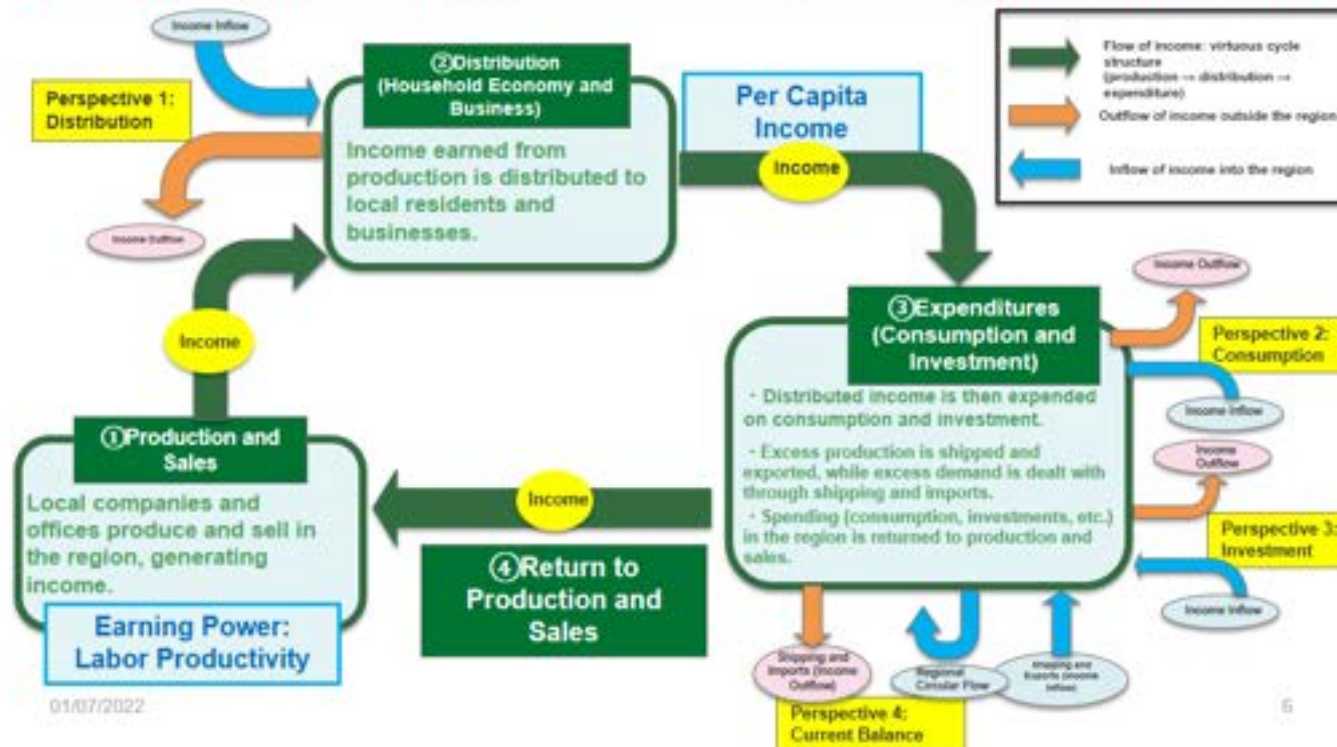 Income Inflow
②Distribution
(Household Economy and
Business)
Perspective 1:
Distribution
Income earned from
production is distributed to
local residents and
businesses.
Income Outflow
Per Capita
Income
Income
Flow of income: virtuous cycle
structure
(production → distribution →
expenditure)
Outflow of income outside the region
Inflow of income into the region
Income
①Production and
Sales
Local companies and
offices produce and sell in
the region, generating
income.
Earning Power:
Labor Productivity
Income
④Return to
Production and
Sales
③Expenditures
(Consumption and
Investment)
・Distributed income is then expended
on consumption and investment.
・Excess production is shipped and
exported, while excess demand is dealt with
through shipping and imports.
・Spending (consumption, investments, etc.)
in the region is returned to production and
sales.
Income Outflow
Perspective 2:
Consumption
Income Inflow
Income
Outflow
Perspective 3:
Investment
Income Inflow
Shipping and
Imports (Income
Outflow)
Regional
Circular Flow
Shipping and
Exports (Income
Inflow)
Perspective 4:
Current Balance
01/07/2022
6